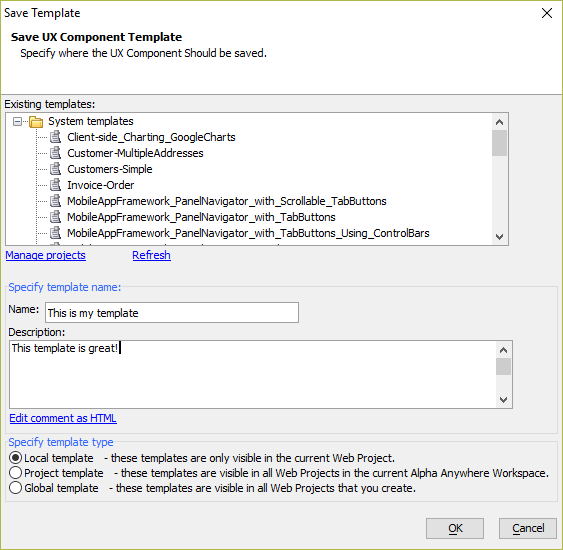 Save Template
Save UX Component Template
Specify where the UX Component Should be saved.
Existing templates:
System templates
Client-side_Charting_GoogleCharts
Customer-MultipleAddresses
Customers-Simple
Invoice-Order
MobileAppFramework_PanelNavigator_with_Scrollable_TabButtons
MobileAppFramework_PanelNavigator_with_TabButtons
MobileAppFramework_PanelNavigator_with_TabButtons_Using_ControlBars
Manage projects Refresh
Specify template name:
Name: This is my template
Description:
This template is great!
Edit comment as HTML
Specify template type
Local template - these templates are only visible in the current Web Project.
Project template - these templates are visible in all Web Projects in the current Alpha Anywhere Workspace.
Global template - these templates are visible in all Web Projects that you create.
OK Cancel